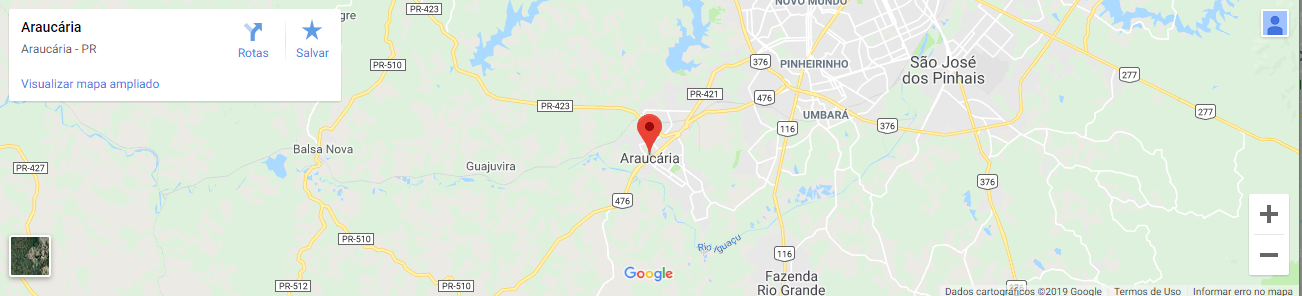 Araucária
Araucária - PR
Rotas
Salvar
Visualizar mapa ampliado
PR-423
NOVO MUNDO
PR-510
376
PINHEIRINHO
São José
dos Pinhais
277
PR-423
PR-421
476
277
UMBARÁ
116
376
Balsa Nova
Araucária
PR-427
Guajuvira
376
476
PR-510
Rio Iguaçu
116
PR-512
PR-510
Google
Fazenda
Rio Grande
Dados cartográficos ©2019 Google
Termos de Uso
Informar erro no mapa